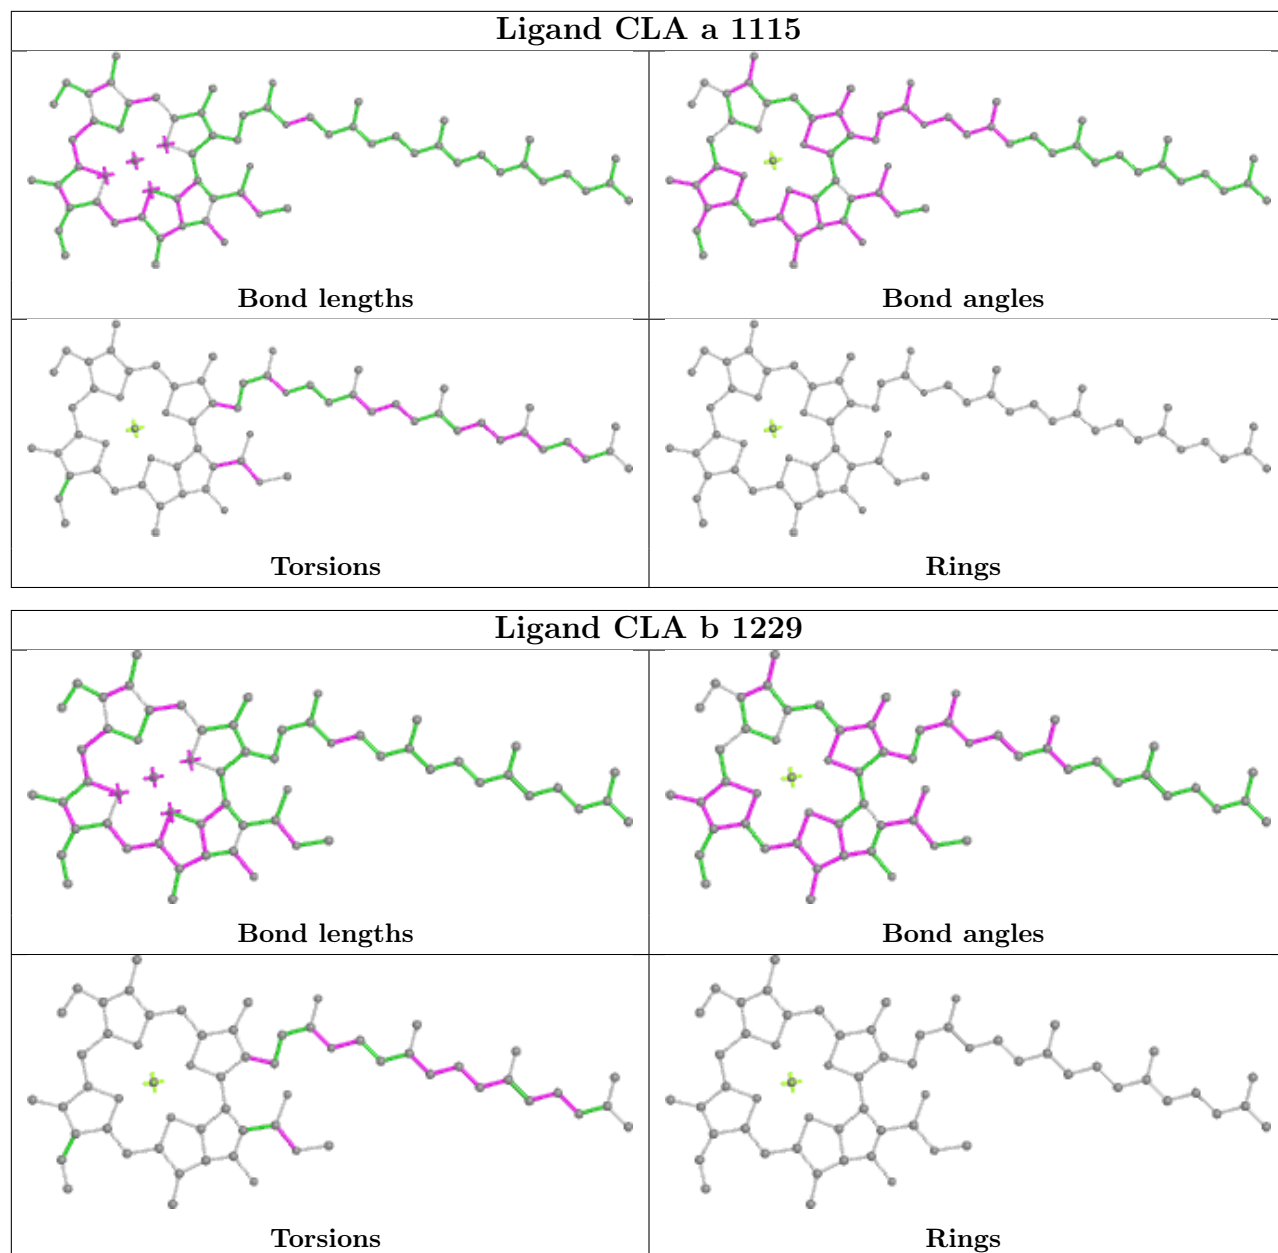 Ligand CLA a 1115
Bond lengths
Bond angles
Torsions
Rings
Ligand CLA b 1229
Bond lengths
Bond angles
Torsions
Rings